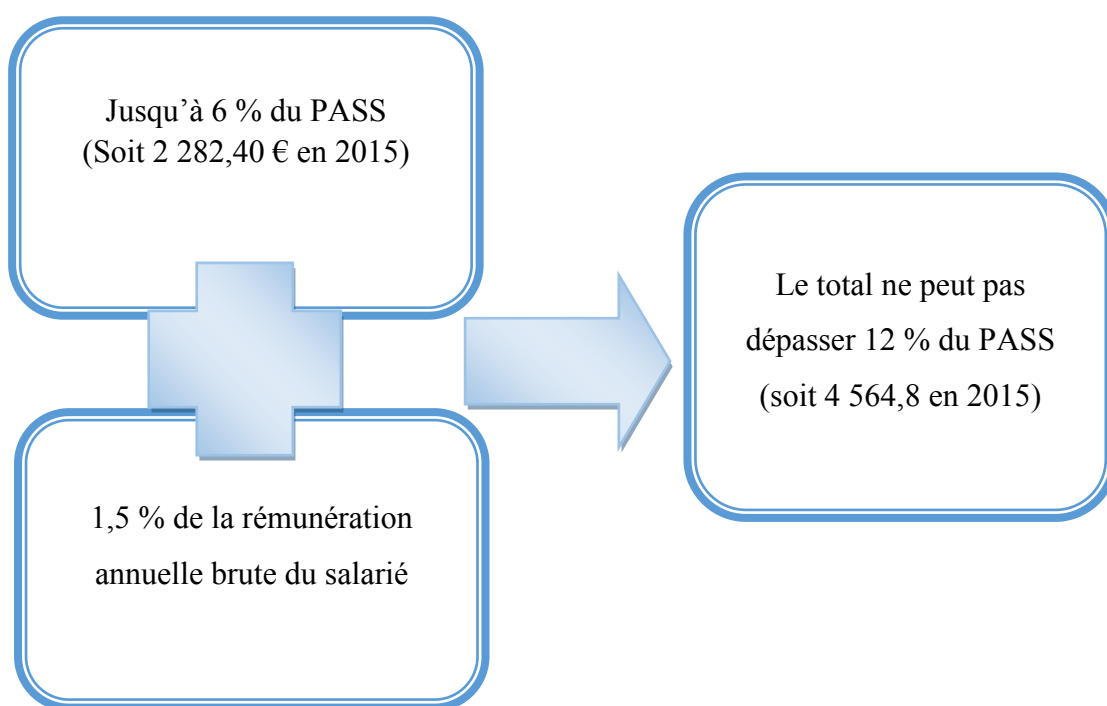 Jusqu’à 6 % du PASS
(Soit 2 282,40 € en 2015)
1,5 % de la rémunération
annuelle brute du salarié
Le total ne peut pas
dépasser 12 % du PASS
(soit 4 564,8 en 2015)